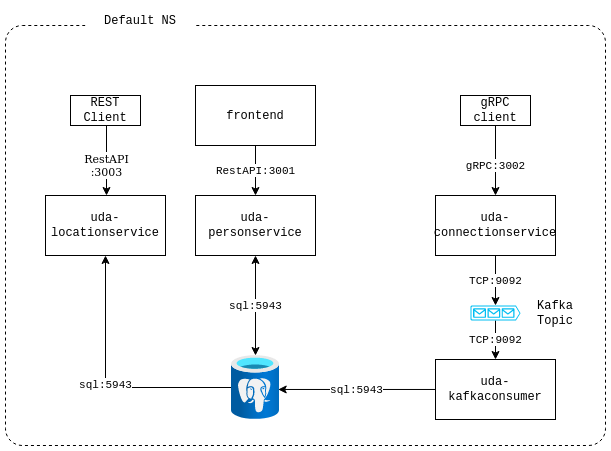 Default NS
REST
Client
frontend
gRPC
client
RestAPI
:3003
RestAPI:3001
gRPC:3002
uda-
locationservice
uda-
personservice
uda-
connectionservice
TCP:9092
sql:5943
Kafka
Topic
TCP:9092
sql:5943
sql:5943
uda-
kafkaconsumer